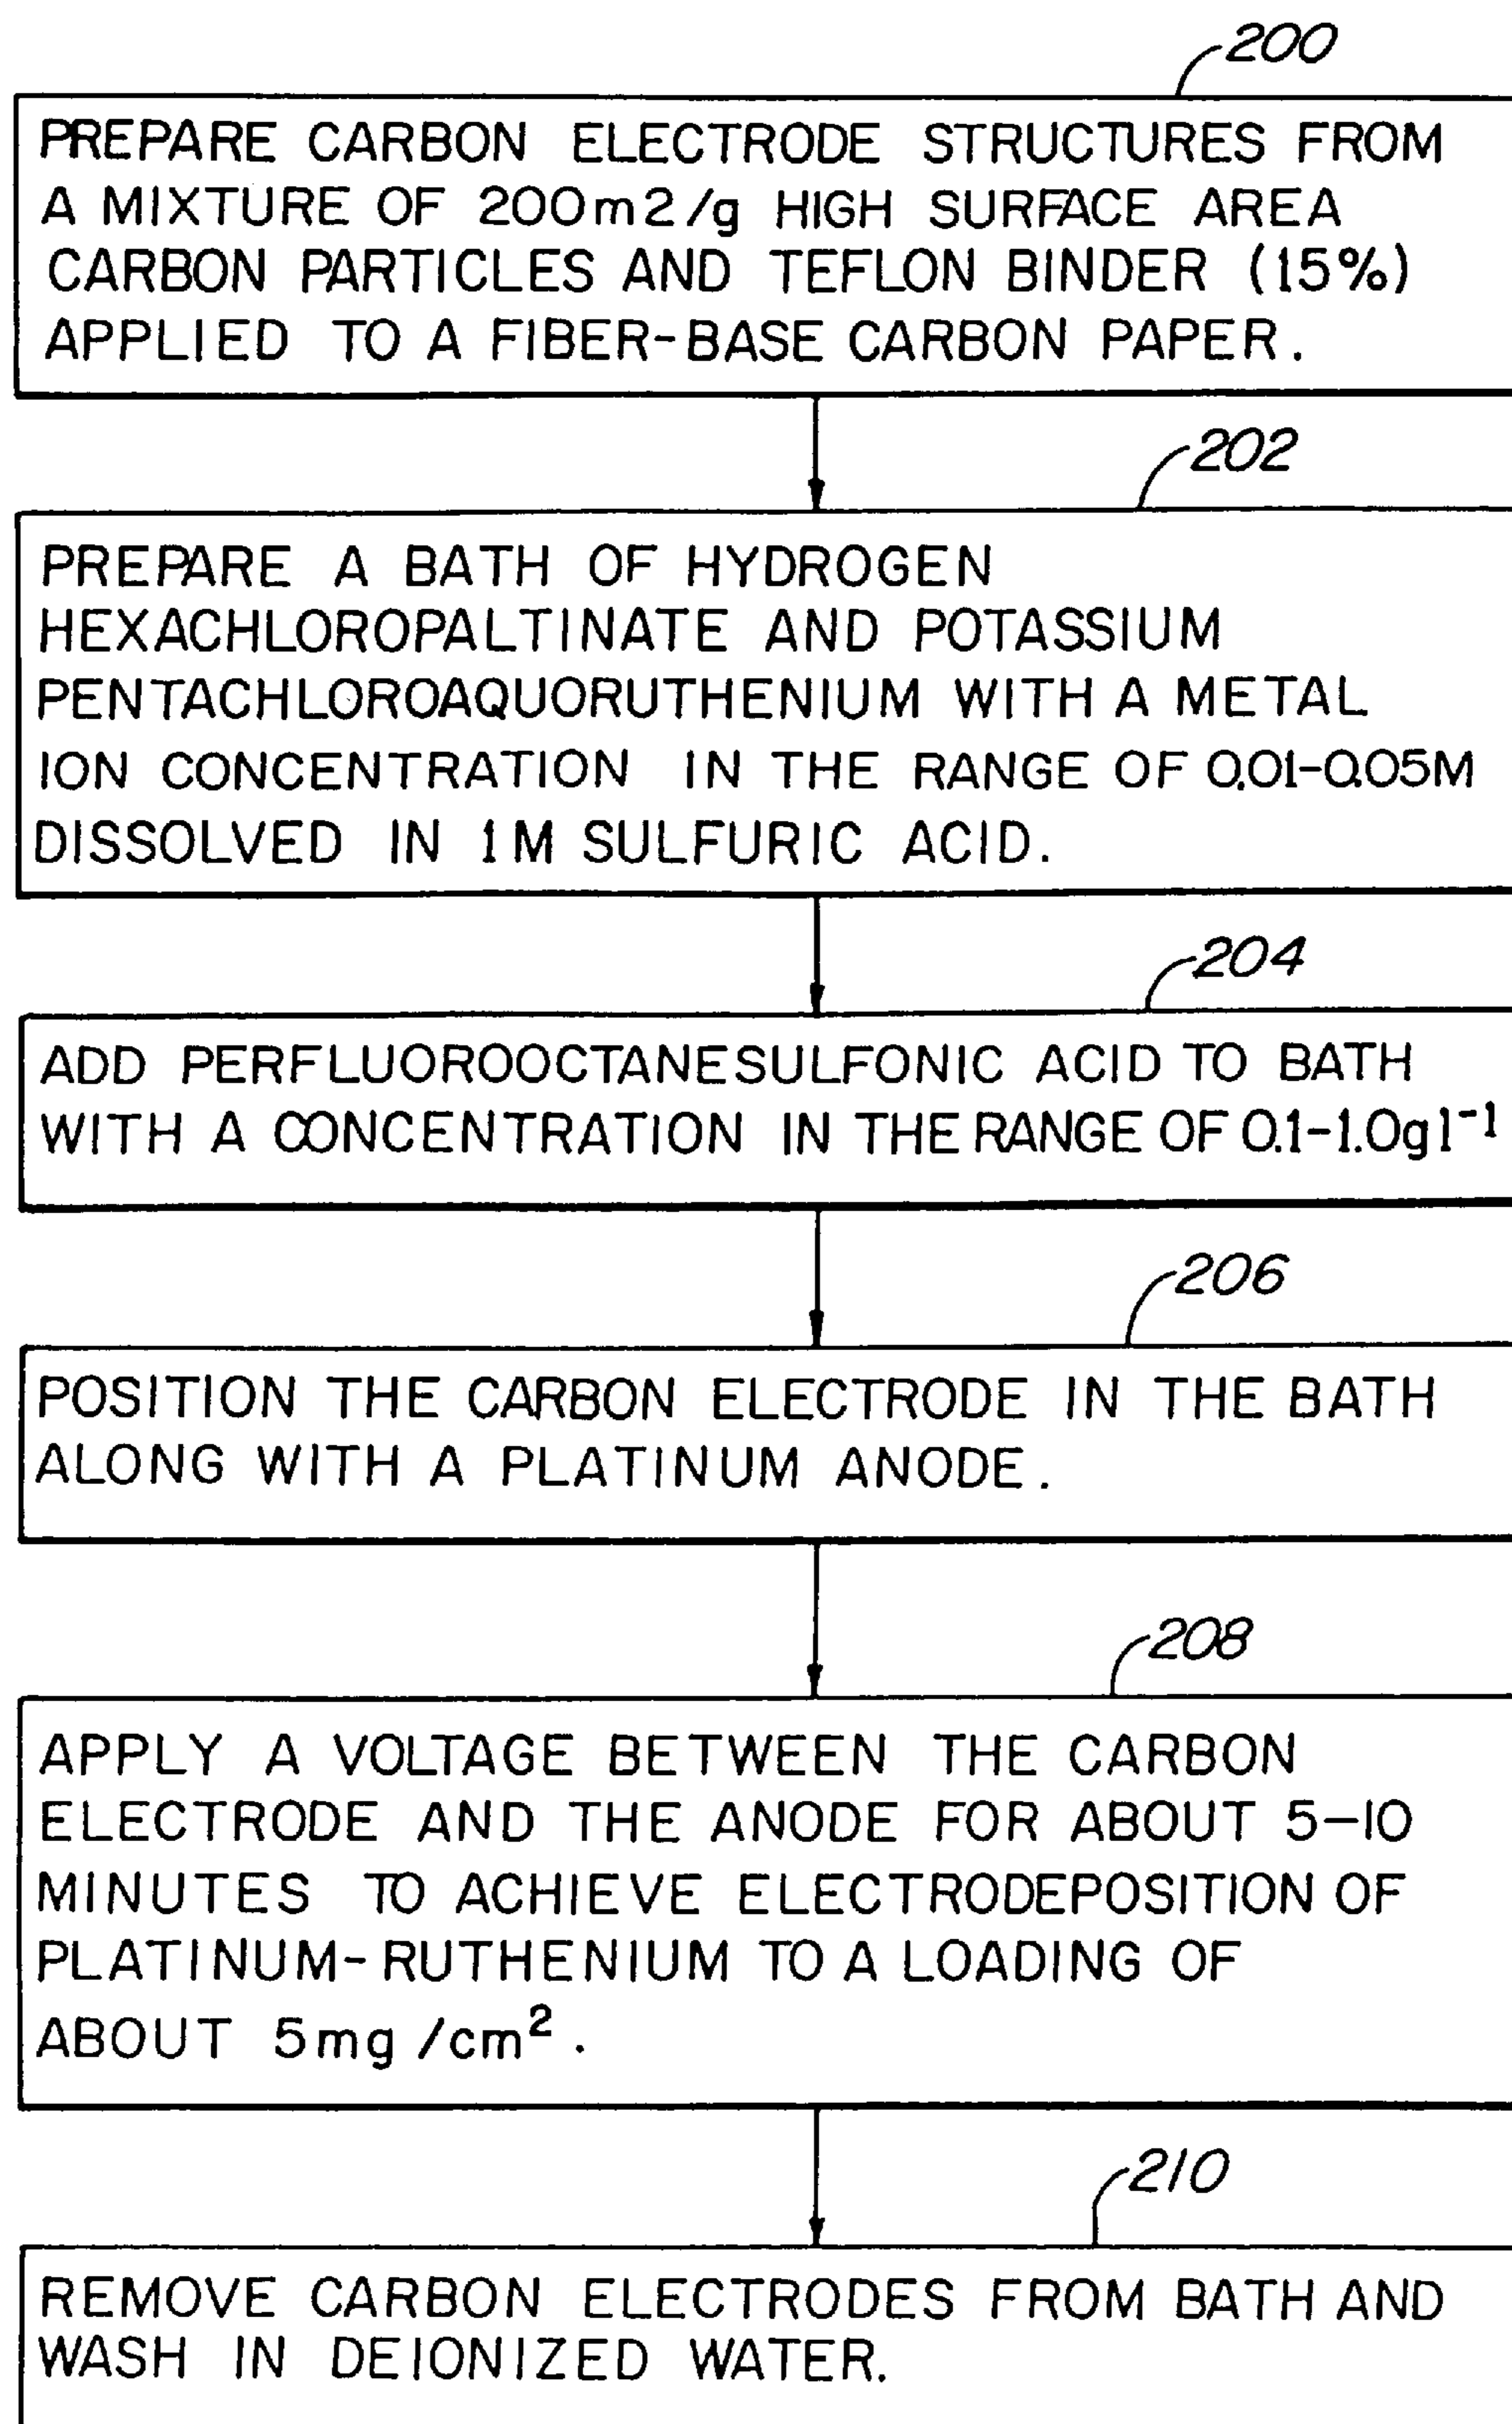 200
PREPARE CARBON ELECTRODE STRUCTURES FROM
A MIXTURE OF 200m2/g HIGH SURFACE AREA
CARBON PARTICLES AND TEFLON BINDER (15%)
APPLIED TO A FIBER-BASE CARBON PAPER.
202
PREPARE A BATH OF HYDROGEN
HEXACHLOROPALTINATE AND POTASSIUM
PENTACHLOROAQUORUTHENIUM WITH A METAL
ION CONCENTRATION IN THE RANGE OF 0.01-0.05M
DISSOLVED IN 1M SULFURIC ACID.
204
ADD PERFLUOROOCTANESULFONIC ACID TO BATH
WITH A CONCENTRATION IN THE RANGE OF 0.1-1.0gl⁻¹
206
POSITION THE CARBON ELECTRODE IN THE BATH
ALONG WITH A PLATINUM ANODE.
208
APPLY A VOLTAGE BETWEEN THE CARBON
ELECTRODE AND THE ANODE FOR ABOUT 5-10
MINUTES TO ACHIEVE ELECTRODEPOSITION OF
PLATINUM-RUTHENIUM TO A LOADING OF
ABOUT 5mg/cm².
210
REMOVE CARBON ELECTRODES FROM BATH AND
WASH IN DEIONIZED WATER.